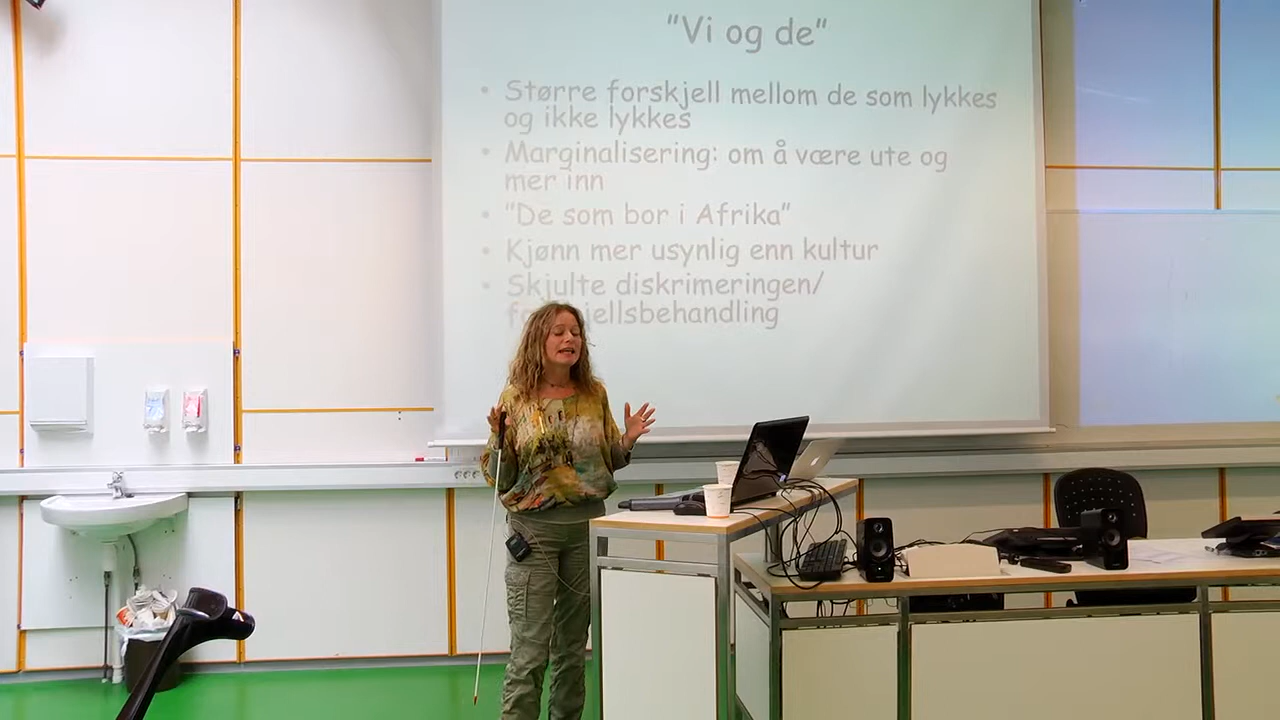 "Vi og de"
• Større forskjell mellom de som lykkes
og ikke lykkes
• Marginalisering: om å være ute og
mer inn
• "De som bor i Afrika"
• Kjønn mer usynlig enn kultur
• Skjulte diskrimeringen/